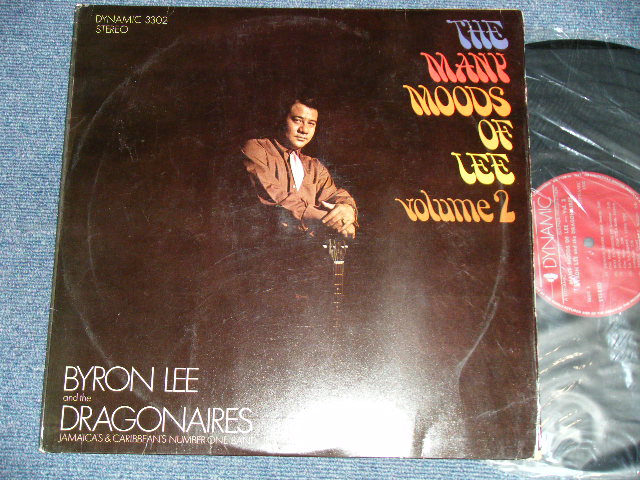 DYNAMIC 3302
STEREO
THE
MANY
MOODS
OF
LEE
volume 2
BYRON LEE
and the
DRAGONAIRES
JAMAICA'S & CARIBBEAN'S NUMBER ONE BAND
DYNAMIC